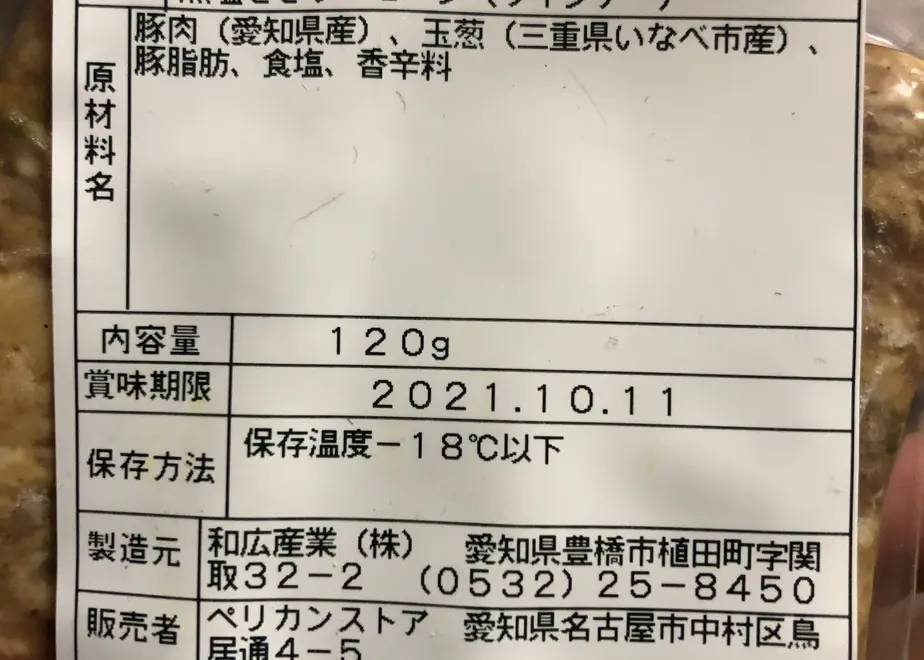 豚肉（愛知県産）、玉葱（三重県いなべ市産）、
豚脂肪、食塩、香辛料
原材料名
内容量 120g
賞味期限 2021.10.11
保存方法 保存温度－18℃以下
製造元 和広産業（株） 愛知県豊橋市植田町字関
取32－2 （0532）25－8450
販売者 ペリカンストア 愛知県名古屋市中村区鳥
居通4－5